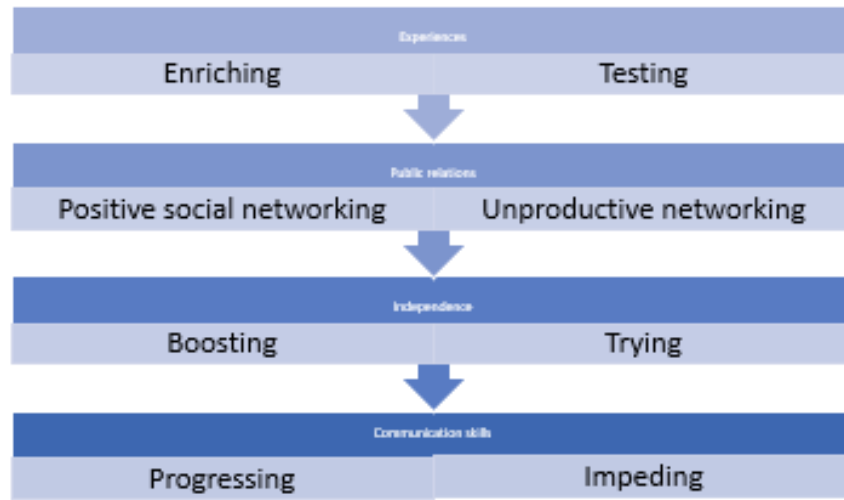 Experiences
Enriching Testing
Public relations
Positive social networking Unproductive networking
Independence
Boosting Trying
Communication skills
Progressing Impeding